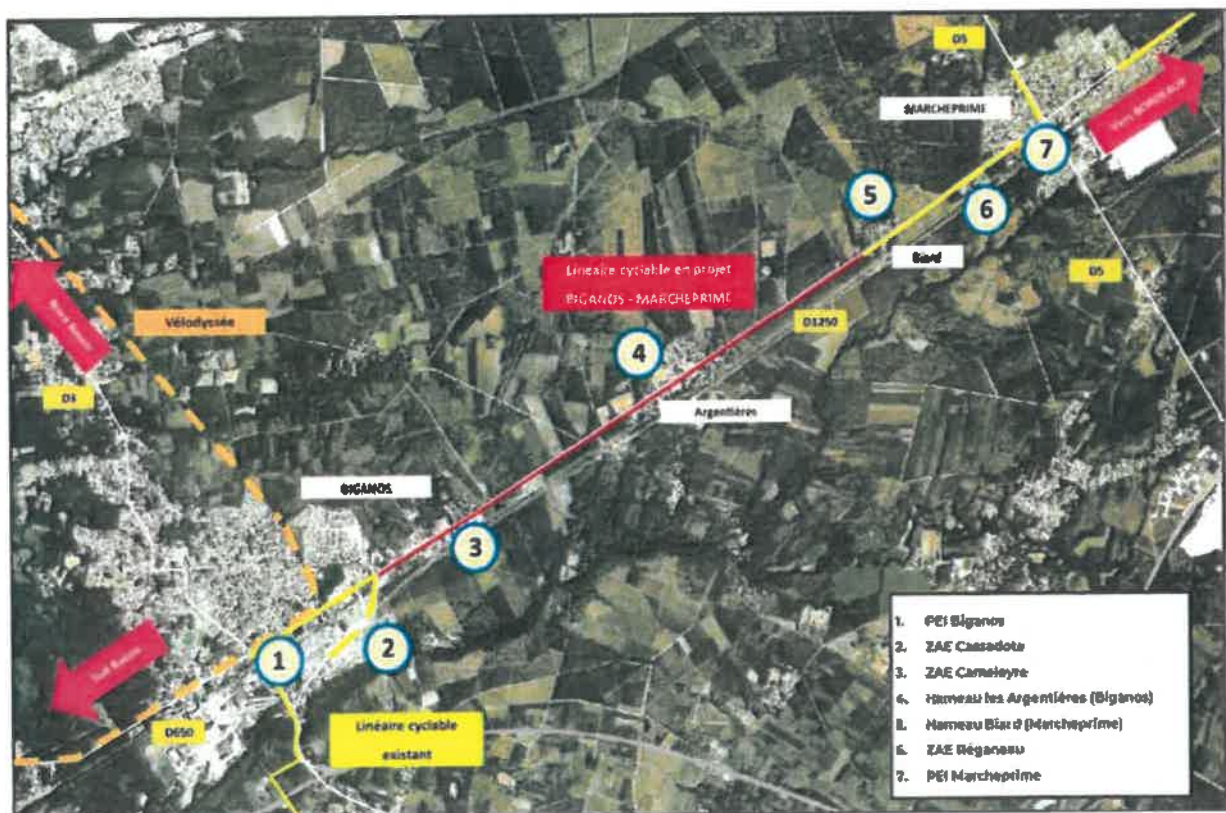 D5
MARCHEPRIME
Vers BORDEAUX
7
5
6
Biard
D5
Linéaire cyclable en projet
BIGANOS - MARCHEPRIME
D1250
Vélodyssée
4
D3
Argentières
BIGANOS
3
1
2
Sud Bassin
D650
Linéaire cyclable
existant
1. PEI Biganos
2. ZAE Cassadote
3. ZAE Cameleyre
4. Hameau les Argentières (Biganos)
5. Hameau Biard (Marcheprime)
6. ZAE Réganeau
7. PEI Marcheprime